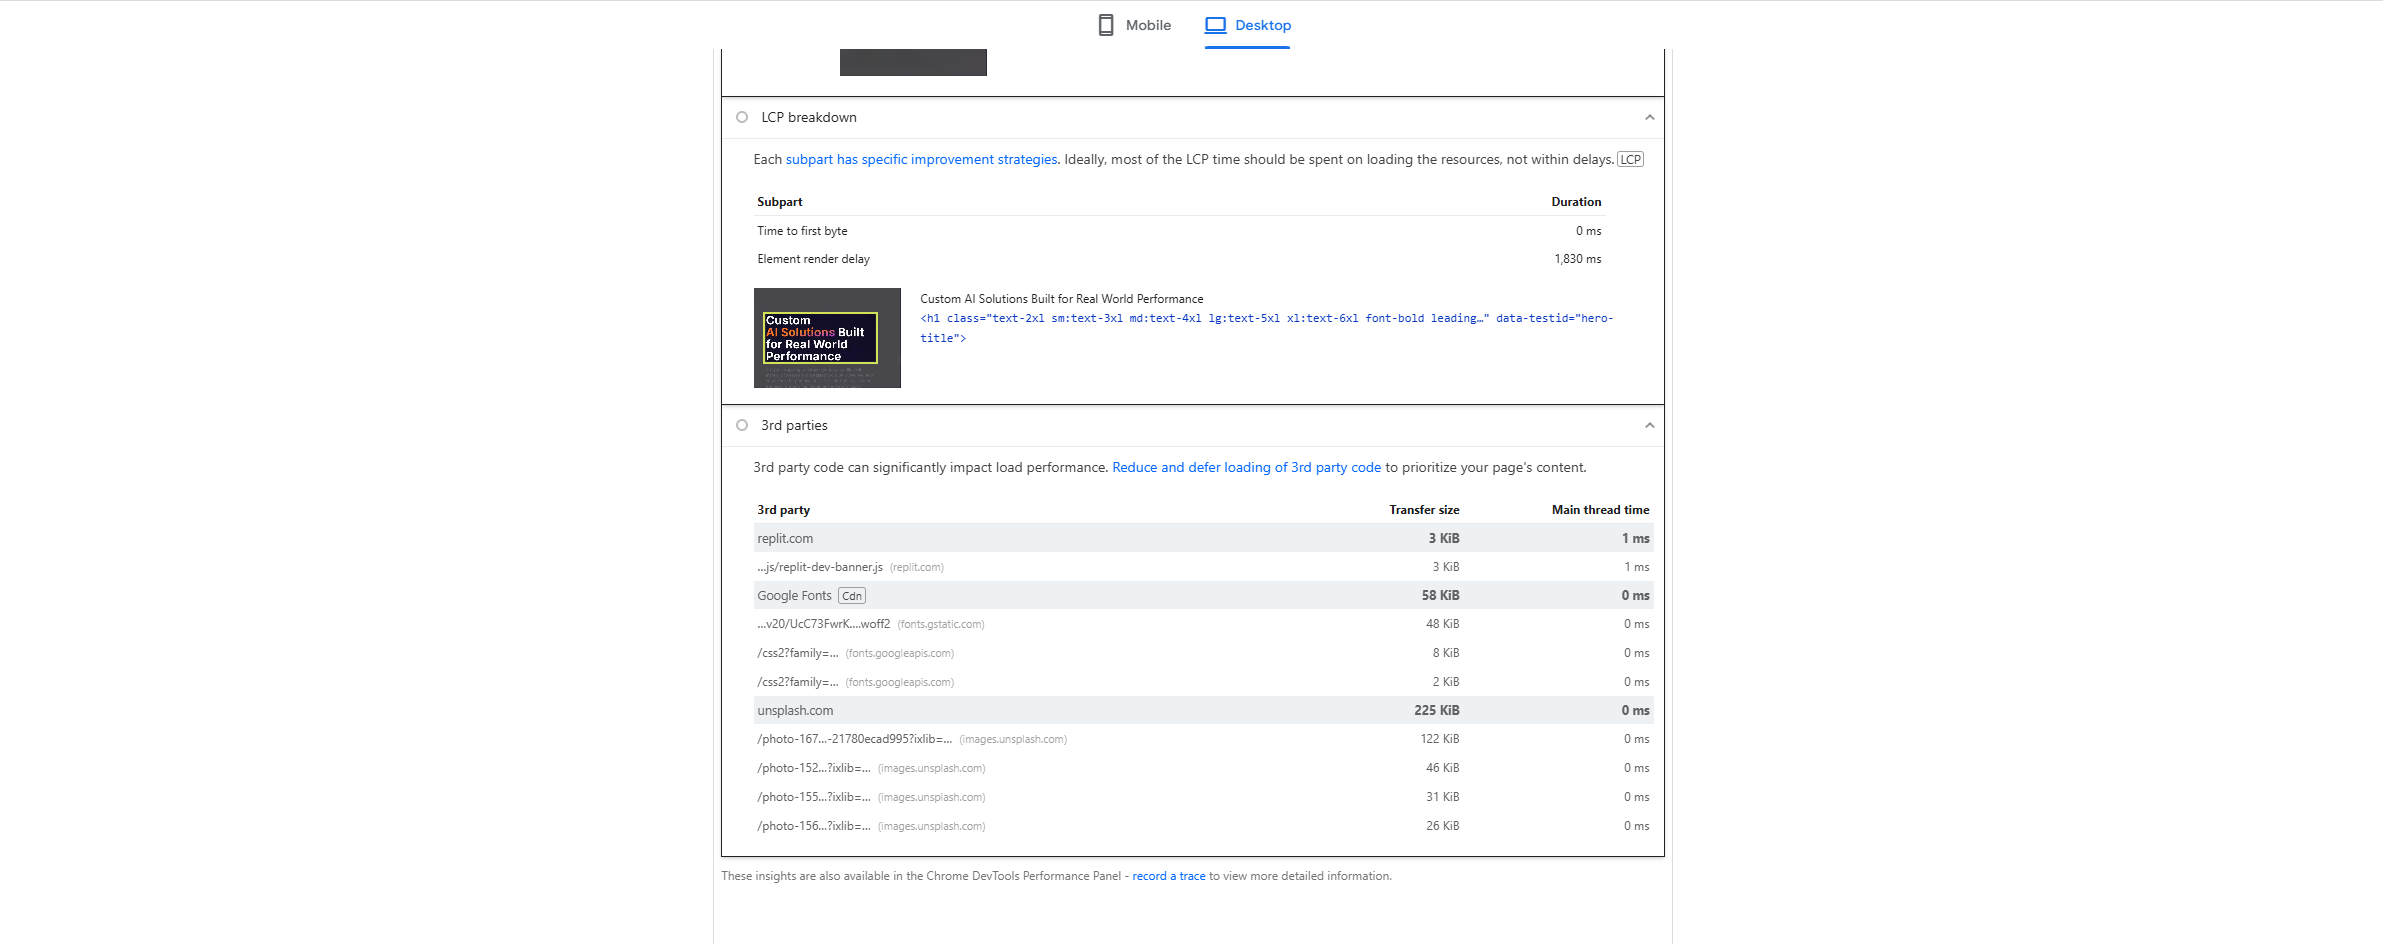 Mobile
Desktop
LCP breakdown
Each subpart has specific improvement strategies. Ideally, most of the LCP time should be spent on loading the resources, not within delays. LCP
Subpart Duration
Time to first byte 0 ms
Element render delay 1,830 ms
Custom
AI Solutions Built
for Real World
Performance
Custom AI Solutions Built for Real World Performance
<h1 class="text-2xl sm:text-3xl md:text-4xl lg:text-5xl xl:text-6xl font-bold leading…" data-testid="hero-
title">
3rd parties
3rd party code can significantly impact load performance. Reduce and defer loading of 3rd party code to prioritize your page's content.
3rd party Transfer size Main thread time
replit.com 3 KiB 1 ms
…js/replit-dev-banner.js (replit.com) 3 KiB 1 ms
Google Fonts Cdn 58 KiB 0 ms
…v20/UcC73FwrK….woff2 (fonts.gstatic.com) 48 KiB 0 ms
/css2?family=… (fonts.googleapis.com) 8 KiB 0 ms
/css2?family=… (fonts.googleapis.com) 2 KiB 0 ms
unsplash.com 225 KiB 0 ms
/photo-167…-21780ecad995?ixlib=… (images.unsplash.com) 122 KiB 0 ms
/photo-152…?ixlib=… (images.unsplash.com) 46 KiB 0 ms
/photo-155…?ixlib=… (images.unsplash.com) 31 KiB 0 ms
/photo-156…?ixlib=… (images.unsplash.com) 26 KiB 0 ms
These insights are also available in the Chrome DevTools Performance Panel - record a trace to view more detailed information.